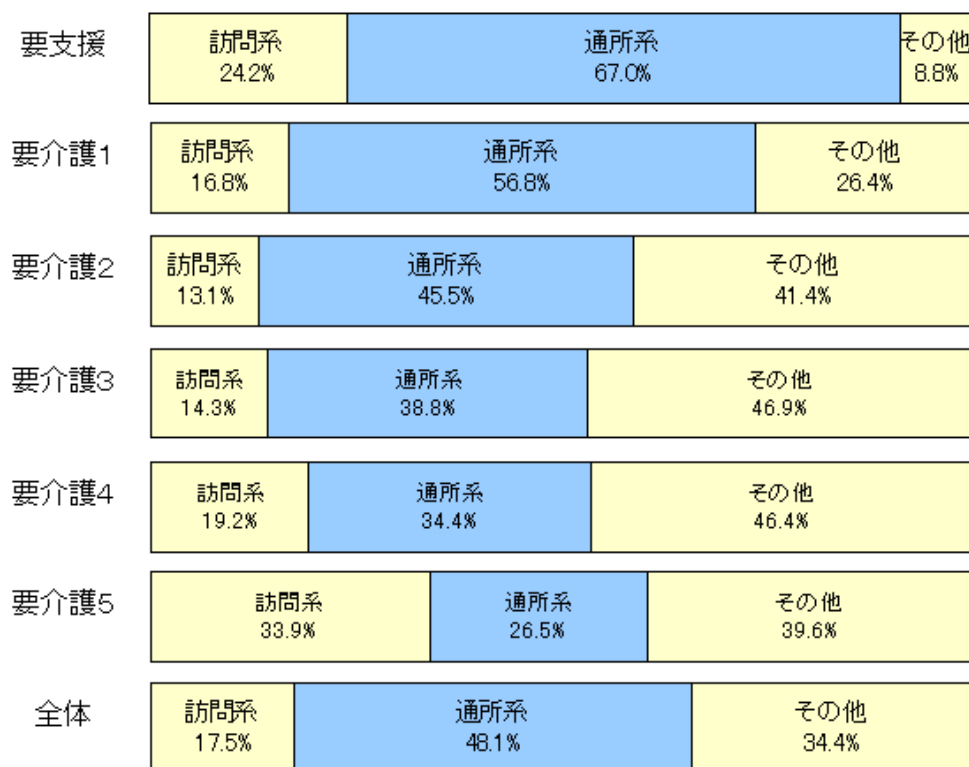 要支援
訪問系
24.2%
通所系
67.0%
その他
8.8%
要介護1
訪問系
16.8%
通所系
56.8%
その他
26.4%
要介護2
訪問系
13.1%
通所系
45.5%
その他
41.4%
要介護3
訪問系
14.3%
通所系
38.8%
その他
46.9%
要介護4
訪問系
19.2%
通所系
34.4%
その他
46.4%
要介護5
訪問系
33.9%
通所系
26.5%
その他
39.6%
全体
訪問系
17.5%
通所系
48.1%
その他
34.4%